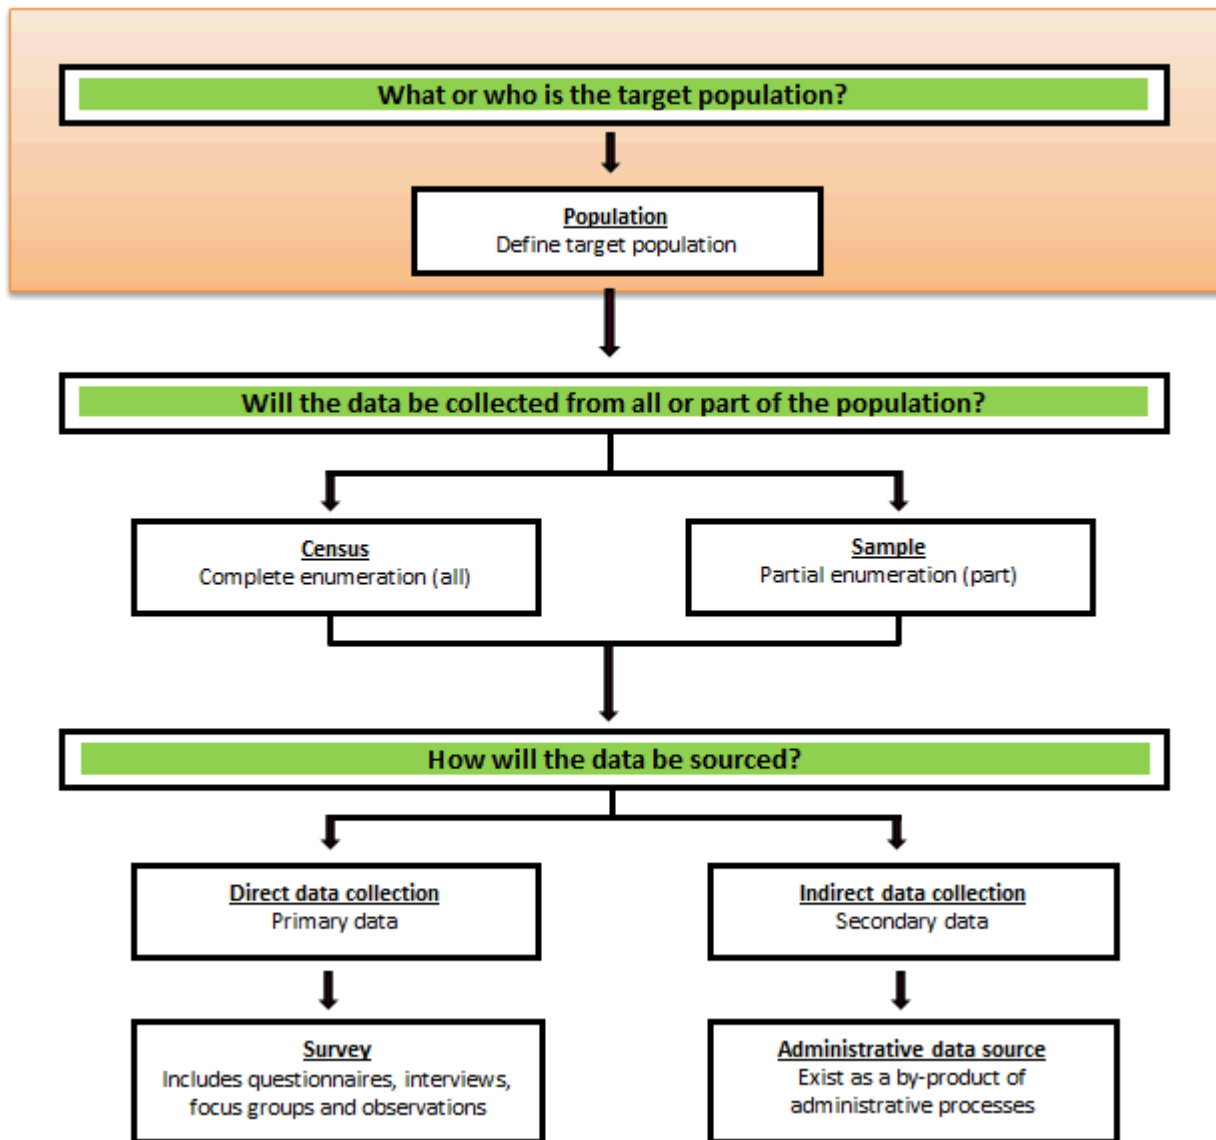 What or who is the target population?
Population
Define target population
Will the data be collected from all or part of the population?
Census
Complete enumeration (all)
Sample
Partial enumeration (part)
How will the data be sourced?
Direct data collection
Primary data
Indirect data collection
Secondary data
Survey
Includes questionnaires, interviews,
focus groups and observations
Administrative data source
Exist as a by-product of
administrative processes